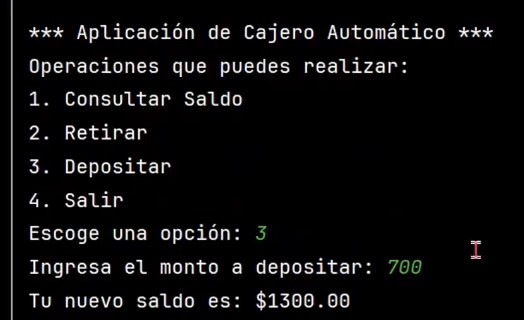 *** Aplicación de Cajero Automático ***
Operaciones que puedes realizar:
1. Consultar Saldo
2. Retirar
3. Depositar
4. Salir
Escoge una opción: 3
Ingresa el monto a depositar: 700
Tu nuevo saldo es: $1300.00